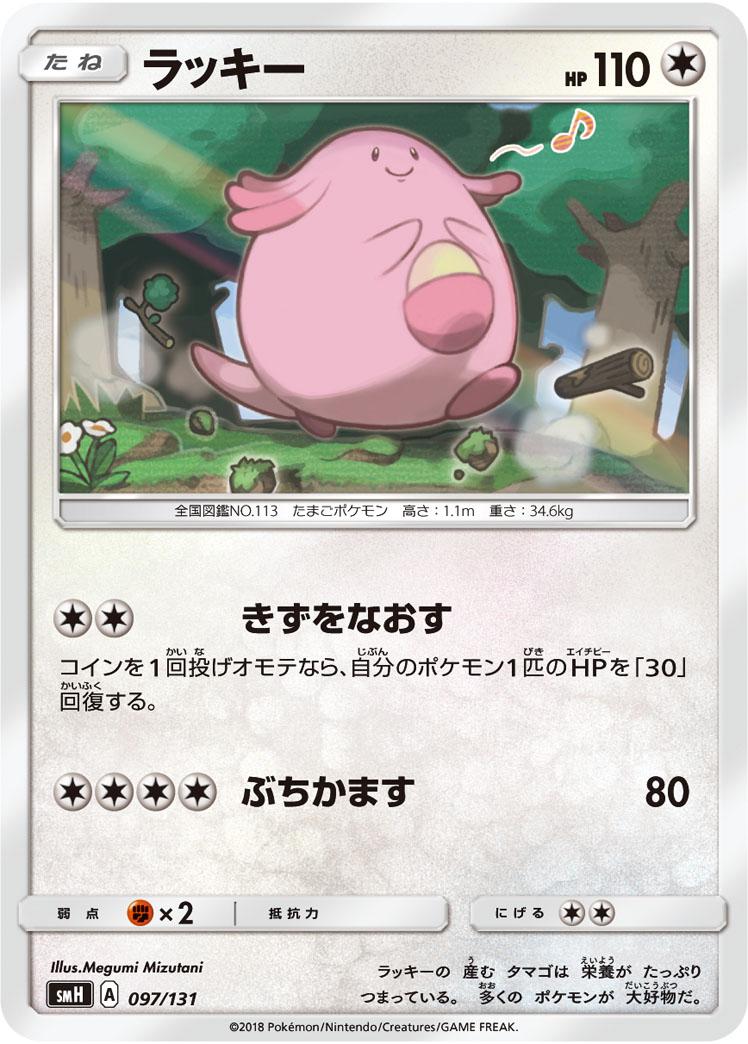 たね ラッキー HP 110
全国図鑑NO.113 たまごポケモン 高さ：1.1m 重さ：34.6kg
きずをなおす
コインを1回投げオモテなら、自分のポケモン1匹のHPを「30」
回復する。
ぶちかます 80
弱点 ×2 抵抗力 にげる
Illus.Megumi Mizutani
ラッキーの 産む タマゴは 栄養が たっぷり
つまっている。 多くの ポケモンが 大好物だ。
SMH A 097/131
©2018 Pokémon/Nintendo/Creatures/GAME FREAK.